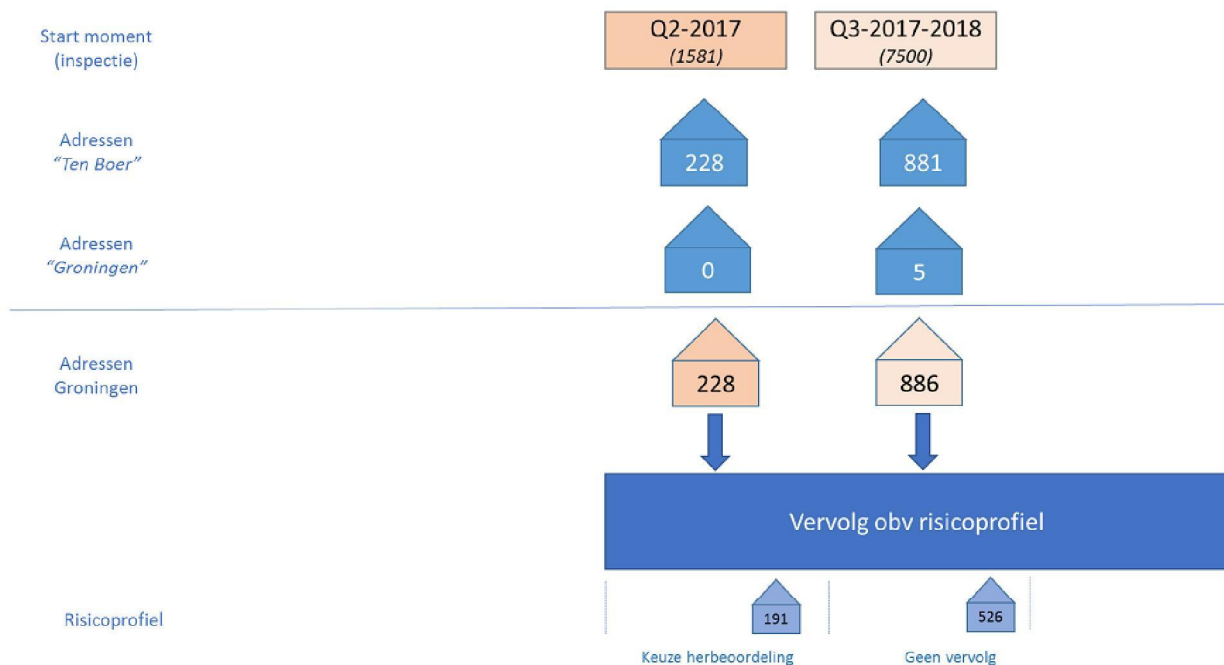 Start moment
(inspectie)
Q2-2017
(1581)
Q3-2017-2018
(7500)
Adressen
"Ten Boer"
228
881
Adressen
"Groningen"
0
5
Adressen
Groningen
228
886
Vervolg obv risicoprofiel
Risicoprofiel
191
526
Keuze herbeoordeling
Geen vervolg